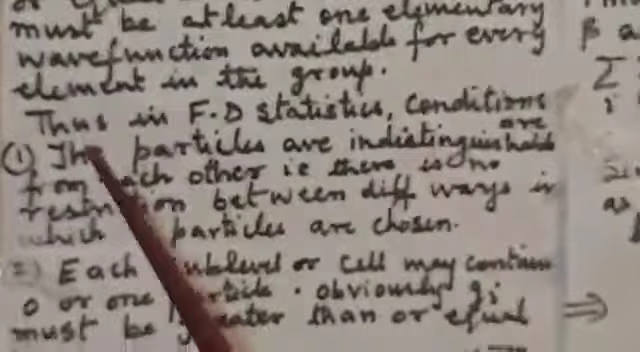 must be at least one elementary
wavefunction available for every
element in the group.
Thus in F.D statistics, conditions
are
(1) The particles are indistinguishable
from each other ie there is no
restriction between diff ways in
which particles are chosen.
2) Each sublevel or cell may contain
0 or one particle. obviously gi
must be greater than or equal ⇒
β a
Σ
i
as